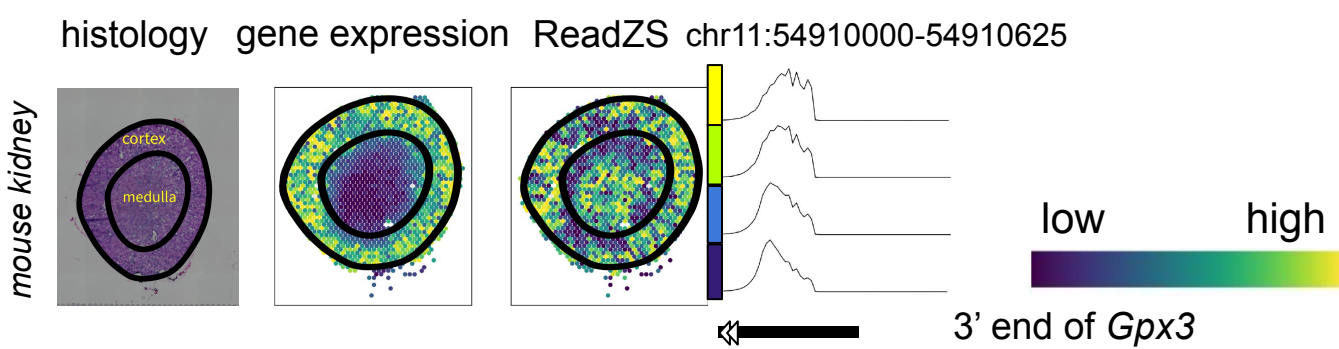 histology gene expression ReadZS chr11:54910000-54910625
mouse kidney
cortex
medulla
low high
3' end of Gpx3